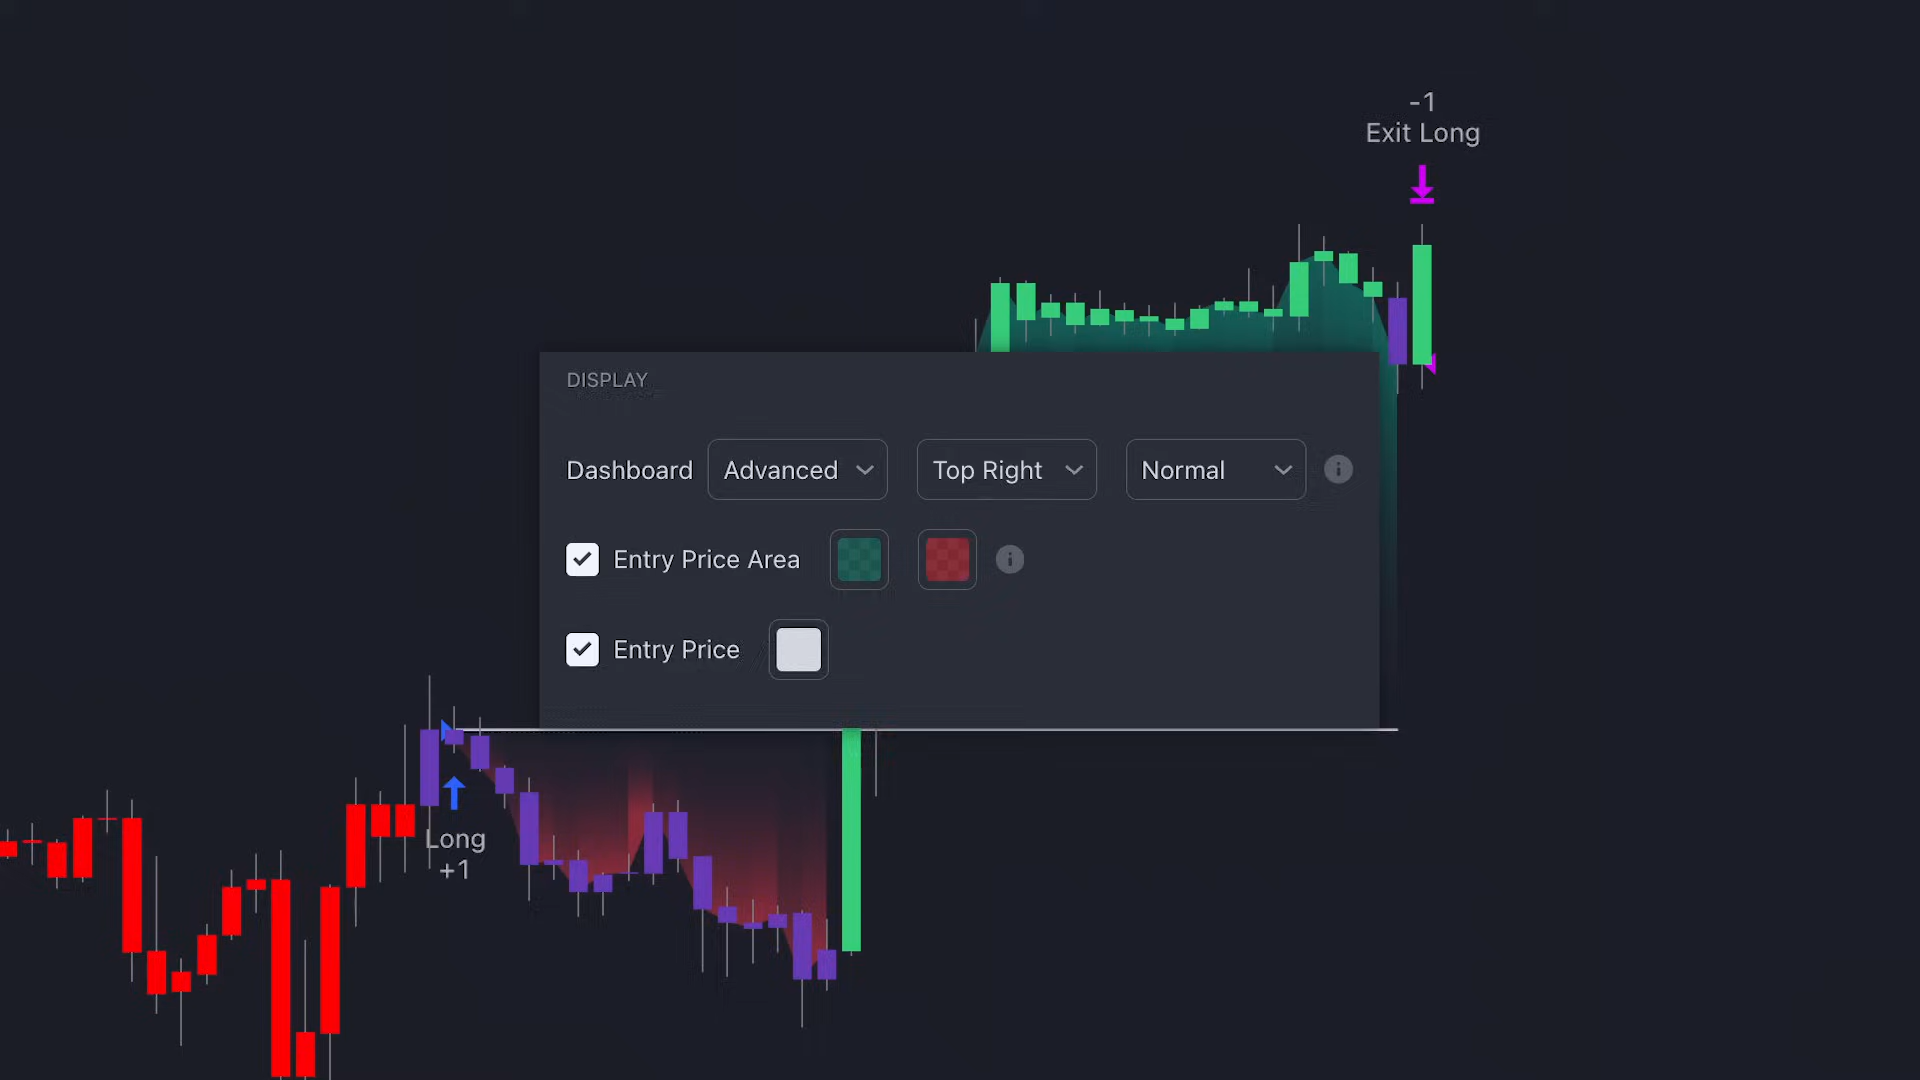 -1
Exit Long
DISPLAY
Dashboard Advanced Top Right Normal
Entry Price Area
Entry Price
Long
+1